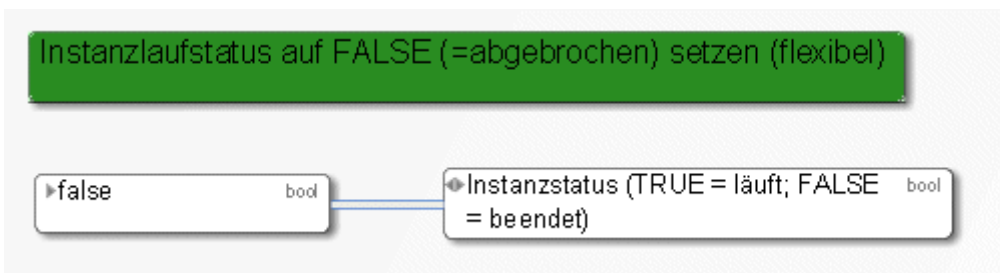 Instanzlaufstatus auf FALSE (=abgebrochen) setzen (flexibel)
false bool
Instanzstatus (TRUE = läuft; FALSE bool
= beendet)